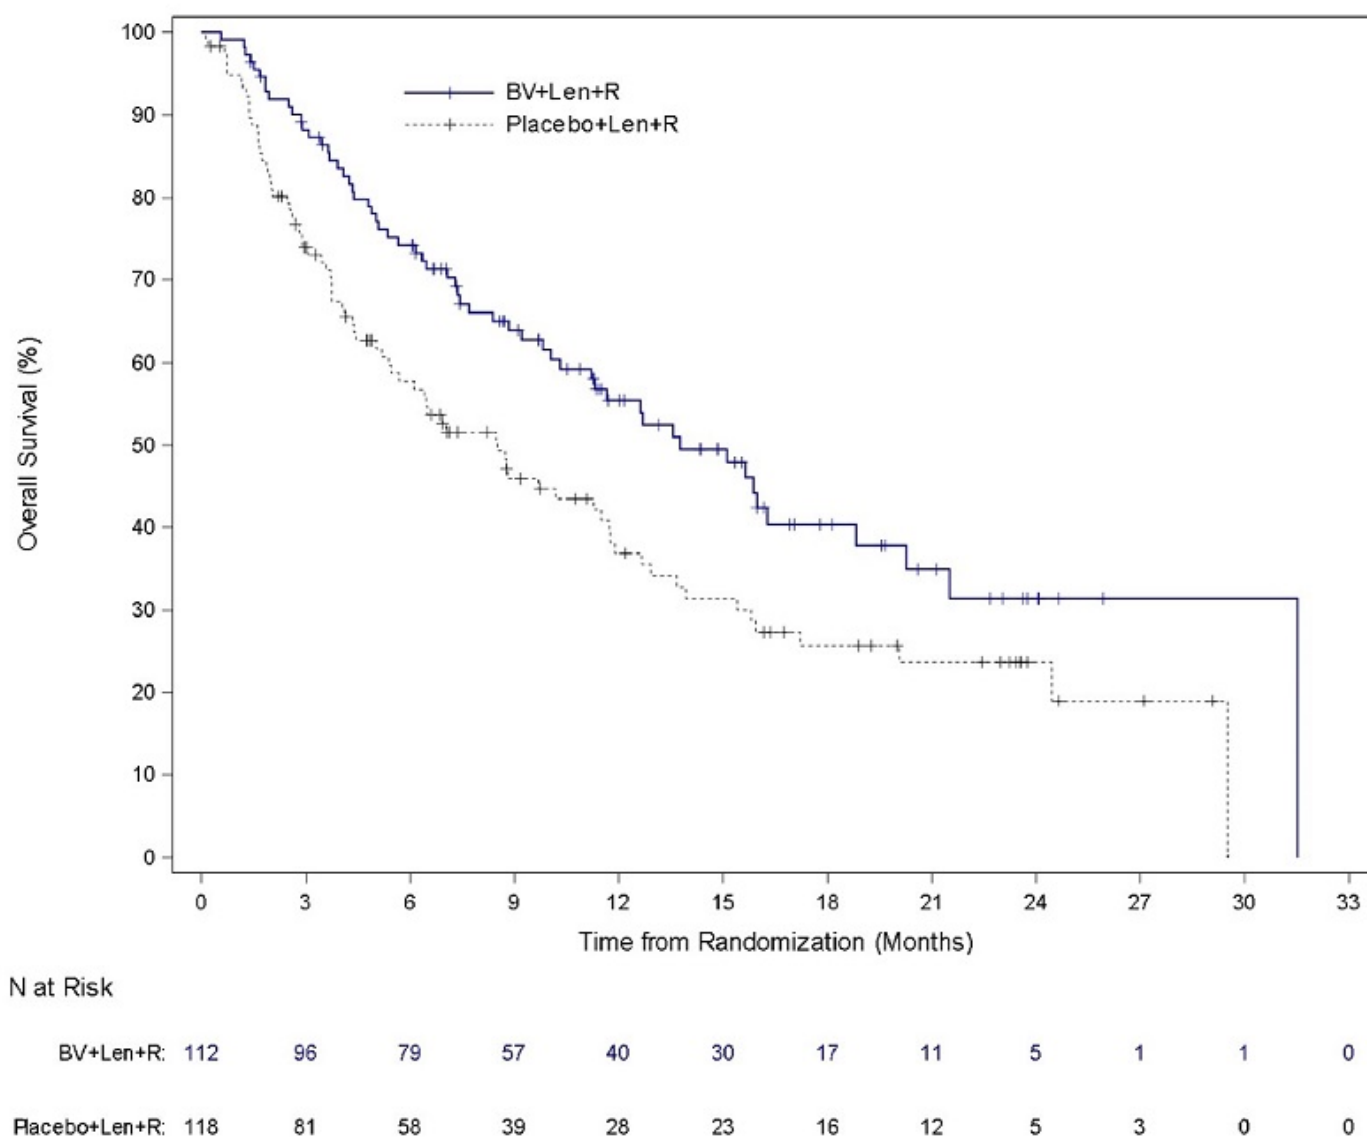 100
90
80
70
60
50
40
30
20
10
0
Overall Survival (%)
BV+Len+R
Placebo+Len+R
0 3 6 9 12 15 18 21 24 27 30 33
Time from Randomization (Months)
N at Risk
BV+Len+R: 112 96 79 57 40 30 17 11 5 1 1 0
Placebo+Len+R: 118 81 58 39 28 23 16 12 5 3 0 0